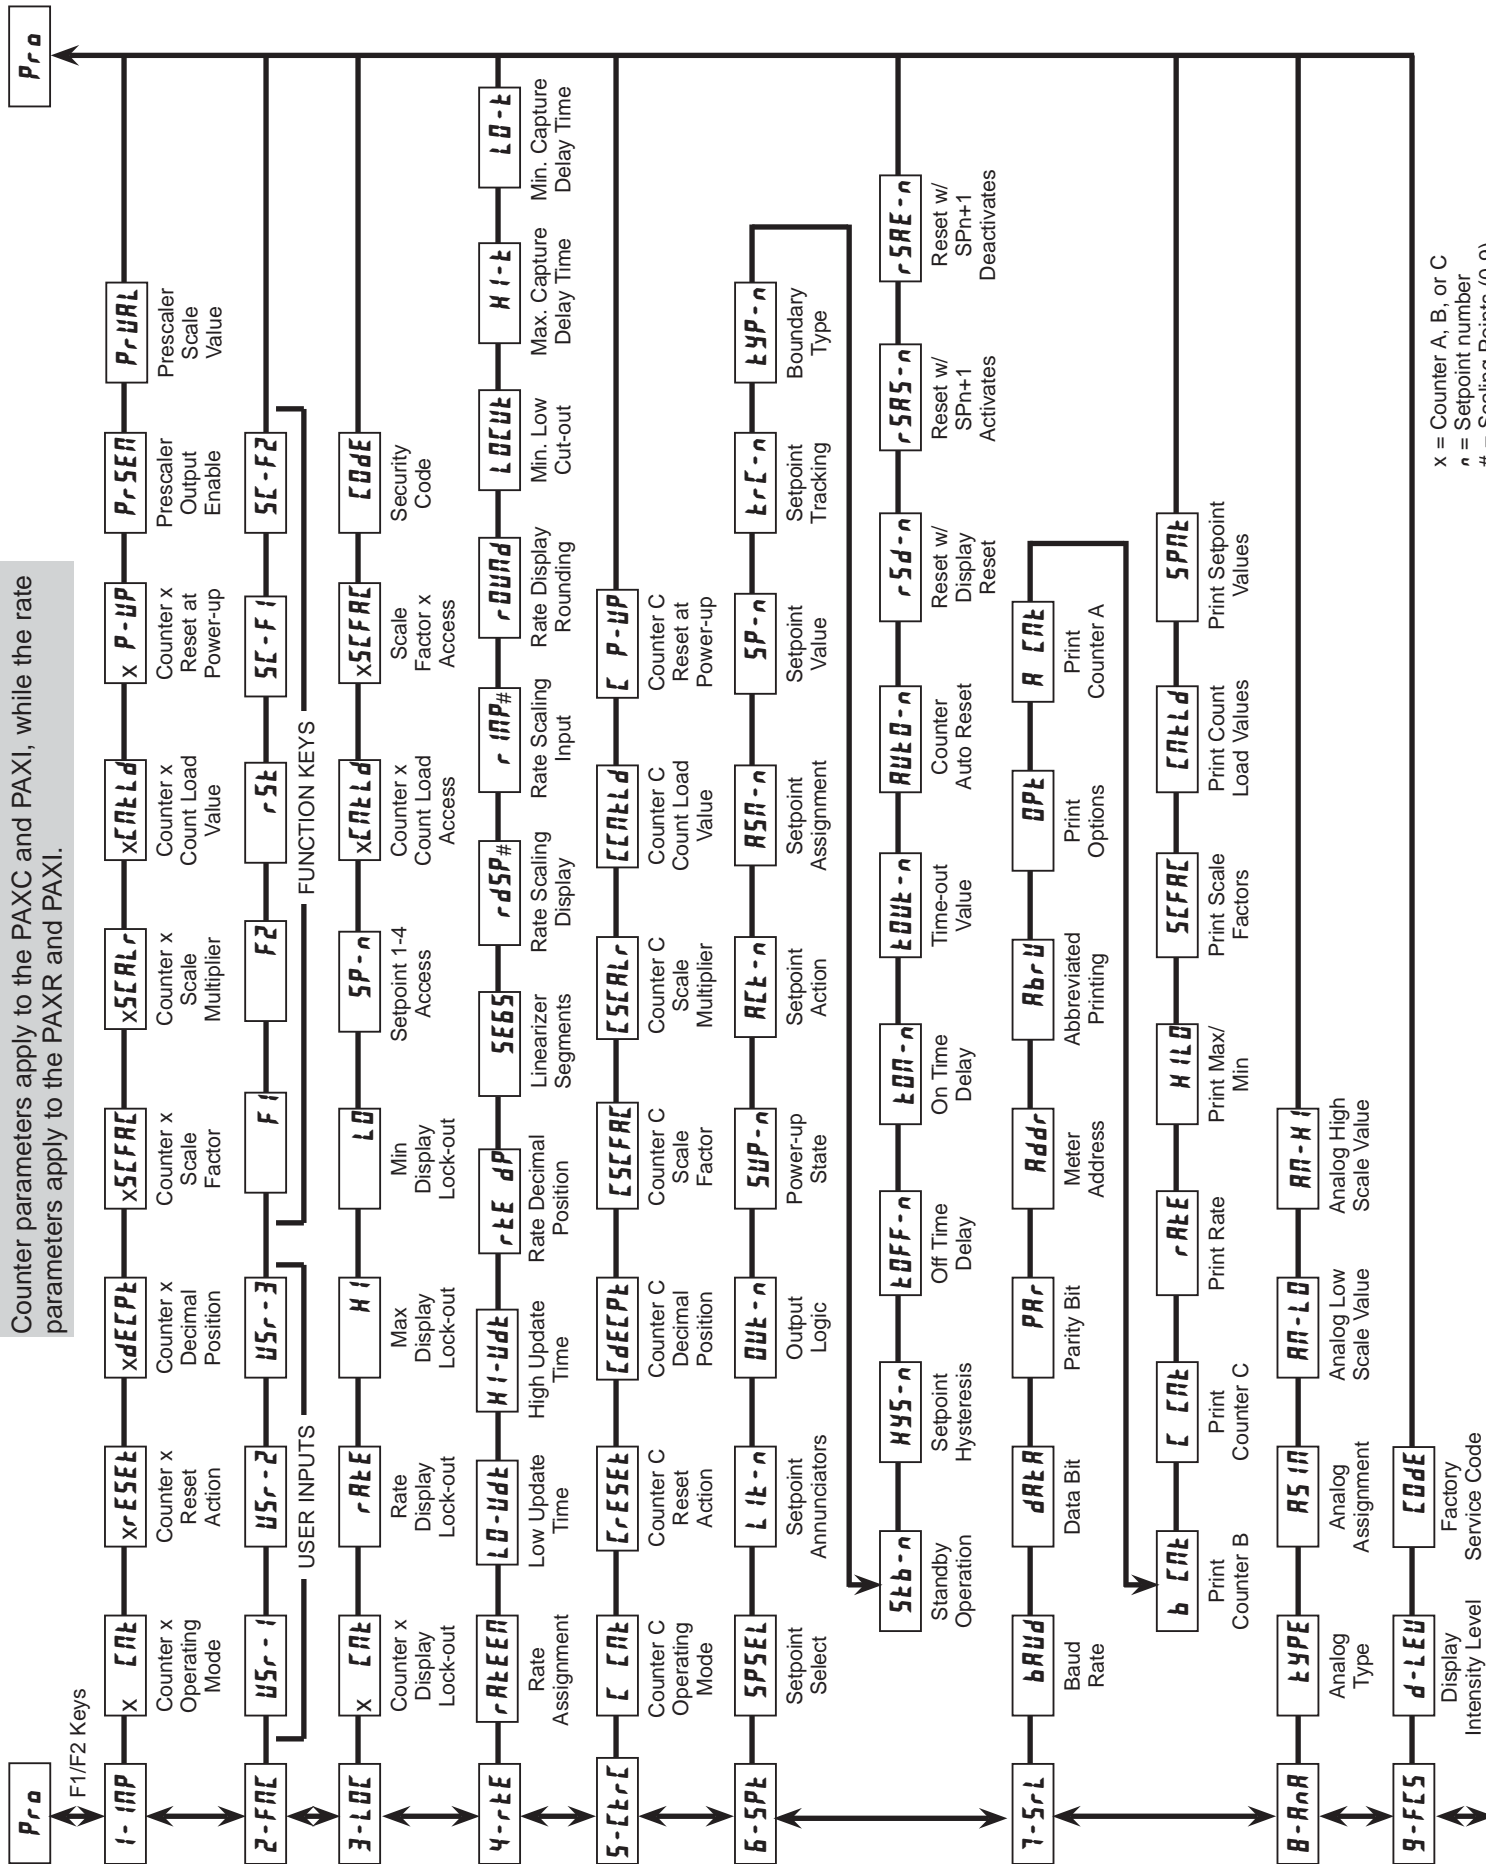 Counter parameters apply to the PAXC and PAXI, while the rate
parameters apply to the PAXR and PAXI.
Pro
Pro
F1/F2 Keys
1-INP
x CNt
Counter x
Operating
Mode
xrESEt
Counter x
Reset
Action
xdECPt
Counter x
Decimal
Position
xSCFAC
Counter x
Scale
Factor
xSCALr
Counter x
Scale
Multiplier
xCNtLd
Counter x
Count Load
Value
x P-UP
Counter x
Reset at
Power-up
PrSEN
Prescaler
Output
Enable
PrVAL
Prescaler
Scale
Value
2-FNC
USr-1
USr-2
USr-3
USER INPUTS
F1
F2
rSt
SC-F1
SC-F2
FUNCTION KEYS
3-LOC
x CNt
Counter x
Display
Lock-out
rAtE
Rate
Display
Lock-out
HI
Max
Display
Lock-out
LO
Min
Display
Lock-out
SP-n
Setpoint 1-4
Access
xCNtLd
Counter x
Count Load
Access
xSCFAC
Scale
Factor x
Access
COdE
Security
Code
4-rtE
rAtEEN
Rate
Assignment
LO-Udt
Low Update
Time
HI-Udt
High Update
Time
rtE dP
Rate Decimal
Position
SEGS
Linearizer
Segments
rdSP#
Rate Scaling
Display
r INP#
Rate Scaling
Input
rOUNd
Rate Display
Rounding
LOCUt
Min. Low
Cut-out
HI-t
Max. Capture
Delay Time
LO-t
Min. Capture
Delay Time
5-CtrC
C CNt
Counter C
Operating
Mode
CrESEt
Counter C
Reset
Action
CdECPt
Counter C
Decimal
Position
CSCFAC
Counter C
Scale
Factor
CSCALr
Counter C
Scale
Multiplier
CCNtLd
Counter C
Count Load
Value
C P-UP
Counter C
Reset at
Power-up
6-SPt
SPSEL
Setpoint
Select
LIt-n
Setpoint
Annunciators
OUt-n
Output
Logic
SUP-n
Power-up
State
ACt-n
Setpoint
Action
ASN-n
Setpoint
Assignment
SP-n
Setpoint
Value
trC-n
Setpoint
Tracking
tYP-n
Boundary
Type
Stb-n
Standby
Operation
HYS-n
Setpoint
Hysteresis
tOFF-n
Off Time
Delay
tON-n
On Time
Delay
tOUt-n
Time-out
Value
AUtO-n
Counter
Auto Reset
rSd-n
Reset w/
Display
Reset
rSAS-n
Reset w/
SPn+1
Activates
rSAE-n
Reset w/
SPn+1
Deactivates
7-SrL
bAUd
Baud
Rate
dAtA
Data Bit
PAr
Parity Bit
Addr
Meter
Address
AbrV
Abbreviated
Printing
OPt
Print
Options
A CNt
Print
Counter A
b CNt
Print
Counter B
C CNt
Print
Counter C
rAtE
Print Rate
HILO
Print Max/
Min
SCFAC
Print Scale
Factors
CNtLd
Print Count
Load Values
SPNt
Print Setpoint
Values
8-AnA
tYPE
Analog
Type
ASIN
Analog
Assignment
AN-LO
Analog Low
Scale Value
AN-HI
Analog High
Scale Value
9-FCS
d-LEV
Display
Intensity Level
COdE
Factory
Service Code
x = Counter A, B, or C
n = Setpoint number
# = Scaling Points (0-9)